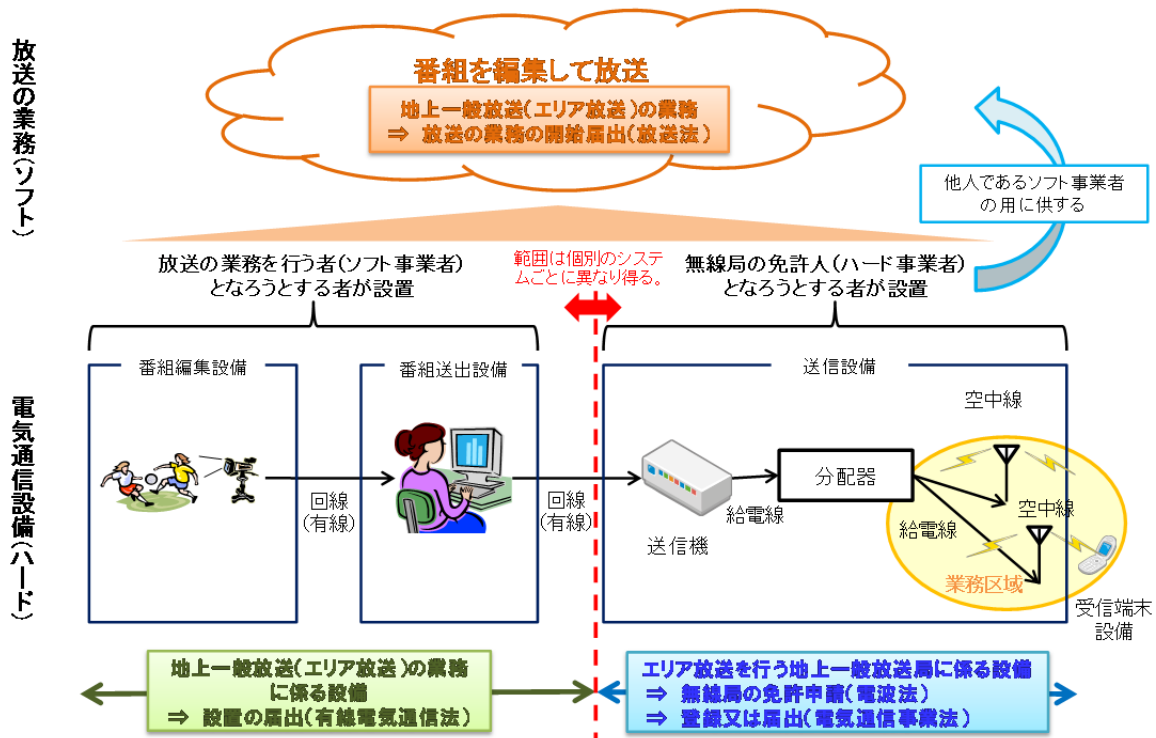 放送の業務(ソフト)
番組を編集して放送
地上一般放送(エリア放送)の業務
⇒ 放送の業務の開始届出(放送法)
他人であるソフト事業者
の用に供する
放送の業務を行う者(ソフト事業者)
となろうとする者が設置
範囲は個別のシステ
ムごとに異なり得る。
無線局の免許人(ハード事業者)
となろうとする者が設置
電気通信設備(ハード)
番組編集設備
番組送出設備
送信設備
回線
(有線)
回線
(有線)
送信機
給電線
分配器
給電線
空中線
空中線
業務区域
受信端末
設備
地上一般放送(エリア放送)の業務
に係る設備
⇒ 設置の届出(有線電気通信法)
エリア放送を行う地上一般放送局に係る設備
⇒ 無線局の免許申請(電波法)
⇒ 登録又は届出(電気通信事業法)